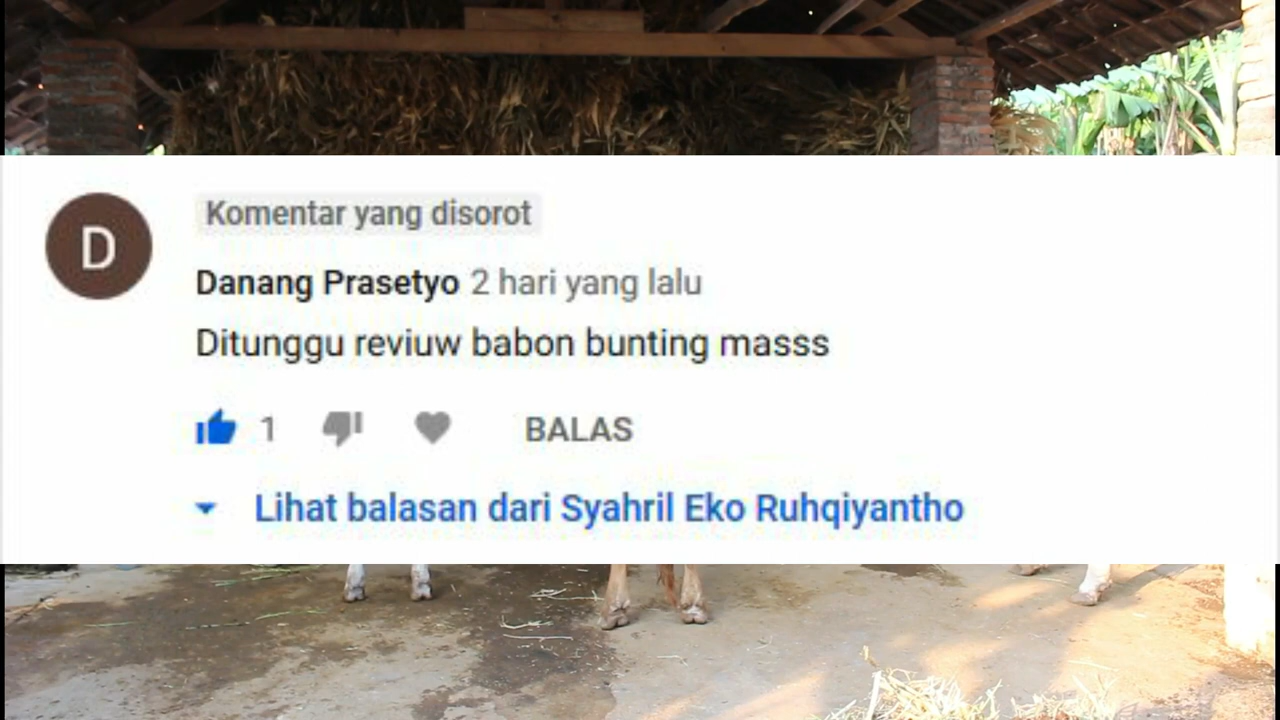 D
Komentar yang disorot
Danang Prasetyo 2 hari yang lalu
Ditunggu reviuw babon bunting masss
1 BALAS
Lihat balasan dari Syahril Eko Ruhqiyantho